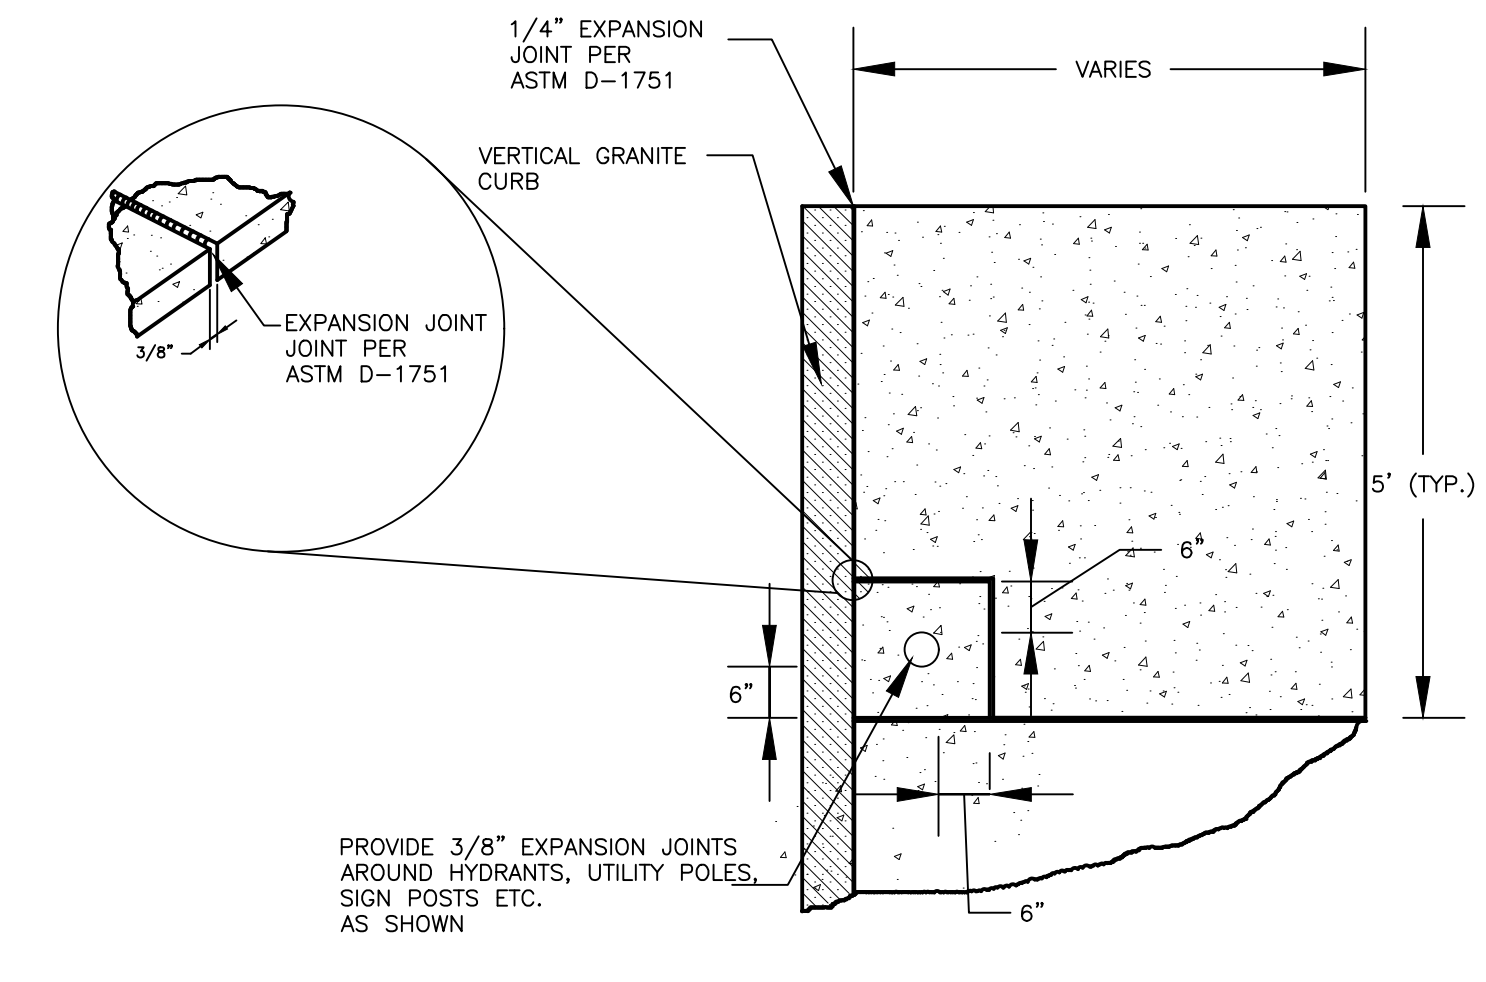 1/4” EXPANSION
JOINT PER
ASTM D-1751
VARIES
VERTICAL GRANITE
CURB
EXPANSION JOINT
JOINT PER
ASTM D-1751
3/8”
5’ (TYP.)
6”
6”
PROVIDE 3/8” EXPANSION JOINTS
AROUND HYDRANTS, UTILITY POLES,
SIGN POSTS ETC.
AS SHOWN
6”